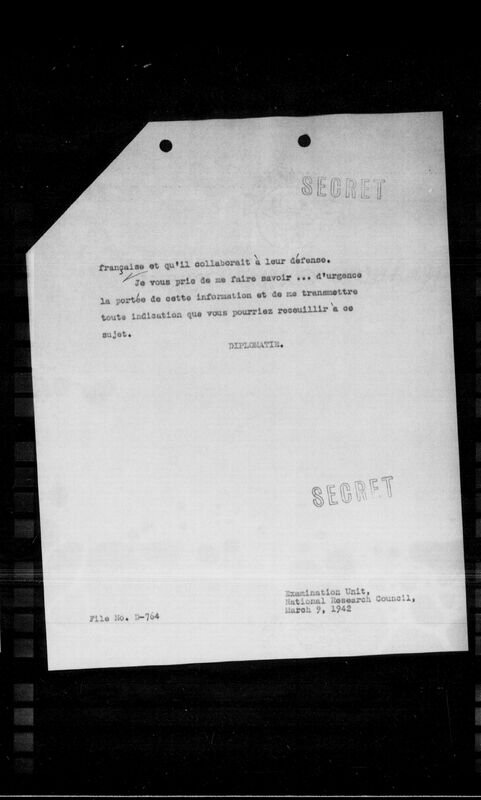 SECRET
française et qu'il collaborait à leur défense.
Je vous prie de me faire savoir ... d'urgence
la portée de cette information et de me transmettre
toute indication que vous pourriez receuillir à ce
sujet.
DIPLOMATIE.
SECRET
Examination Unit,
National Research Council,
March 9, 1942
File No. D-764